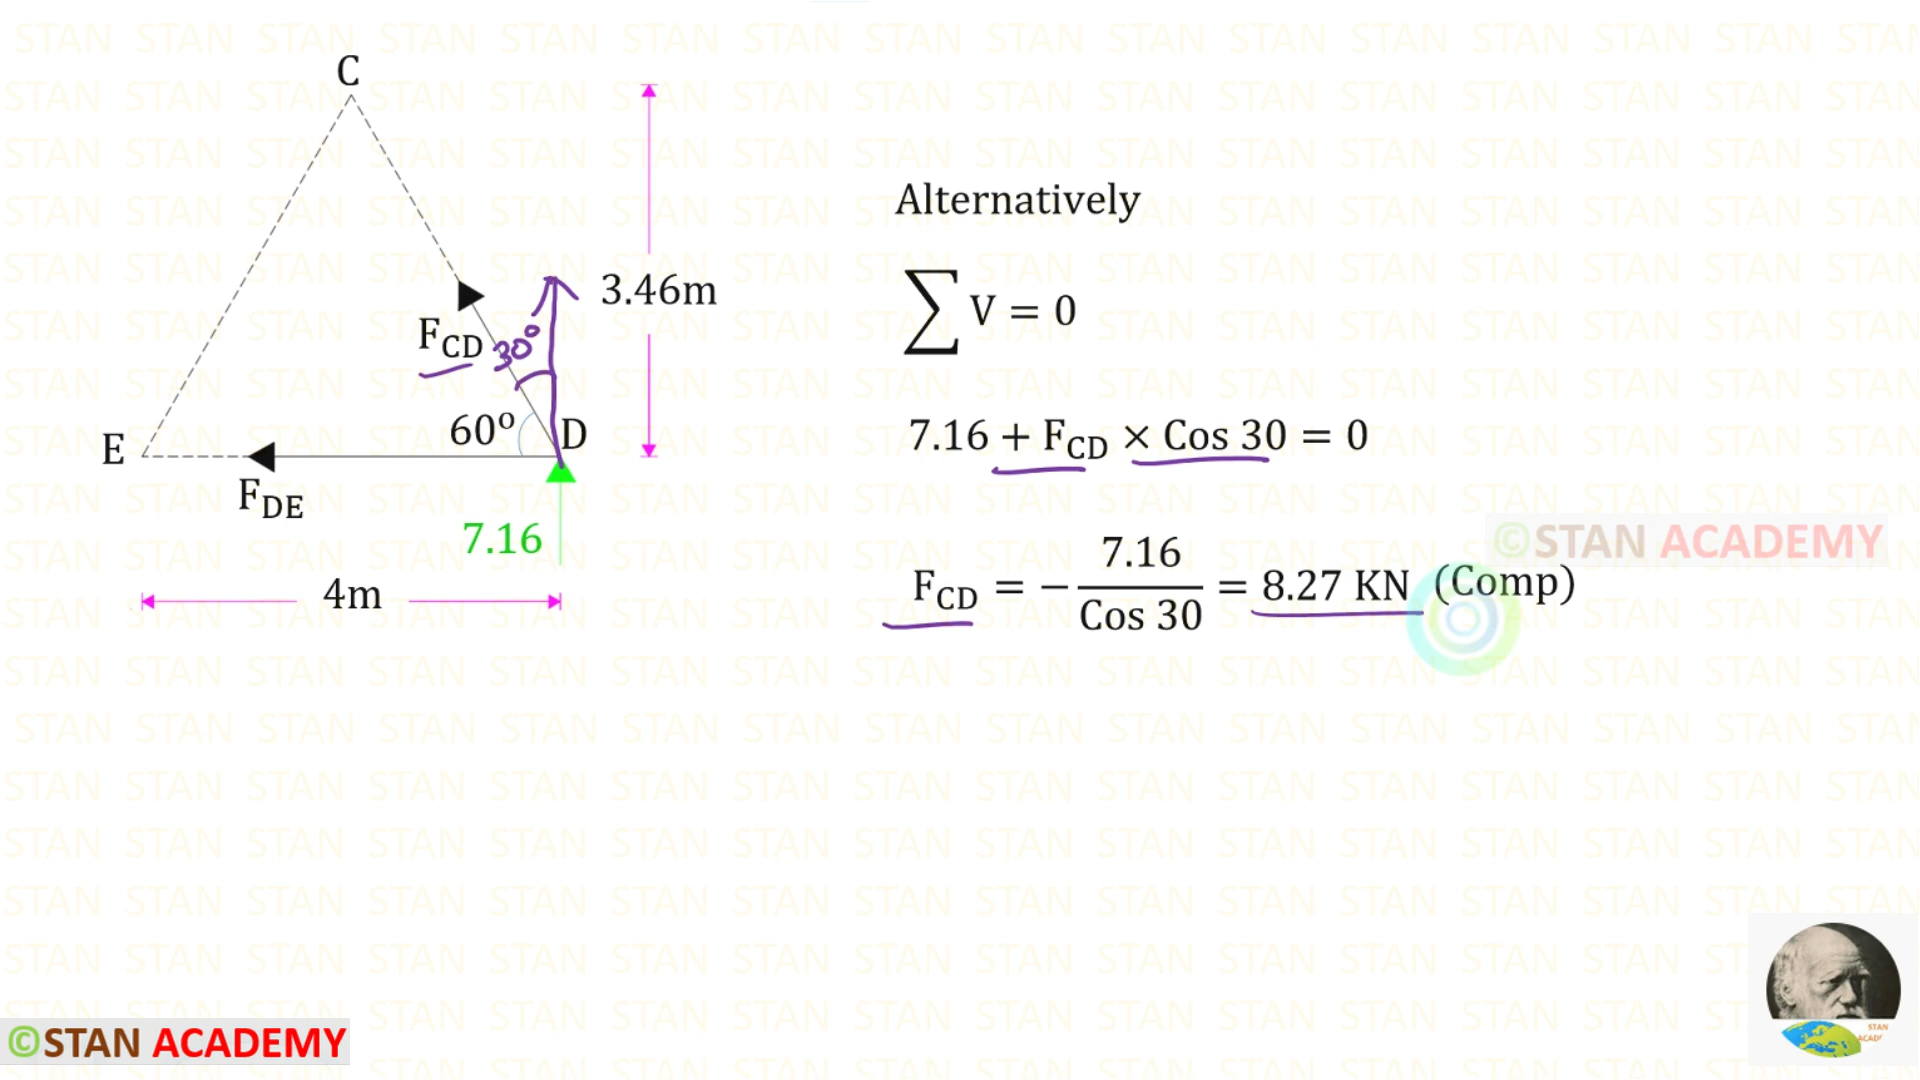 C
Alternatively
3.46m
∑ V = 0
F_CD 30°
60° D
E
7.16 + F_CD × Cos 30 = 0
F_DE
7.16
F_CD = − 7.16 / Cos 30 = 8.27 KN (Comp)
4m
©STAN ACADEMY
©STAN ACADEMY
STAN